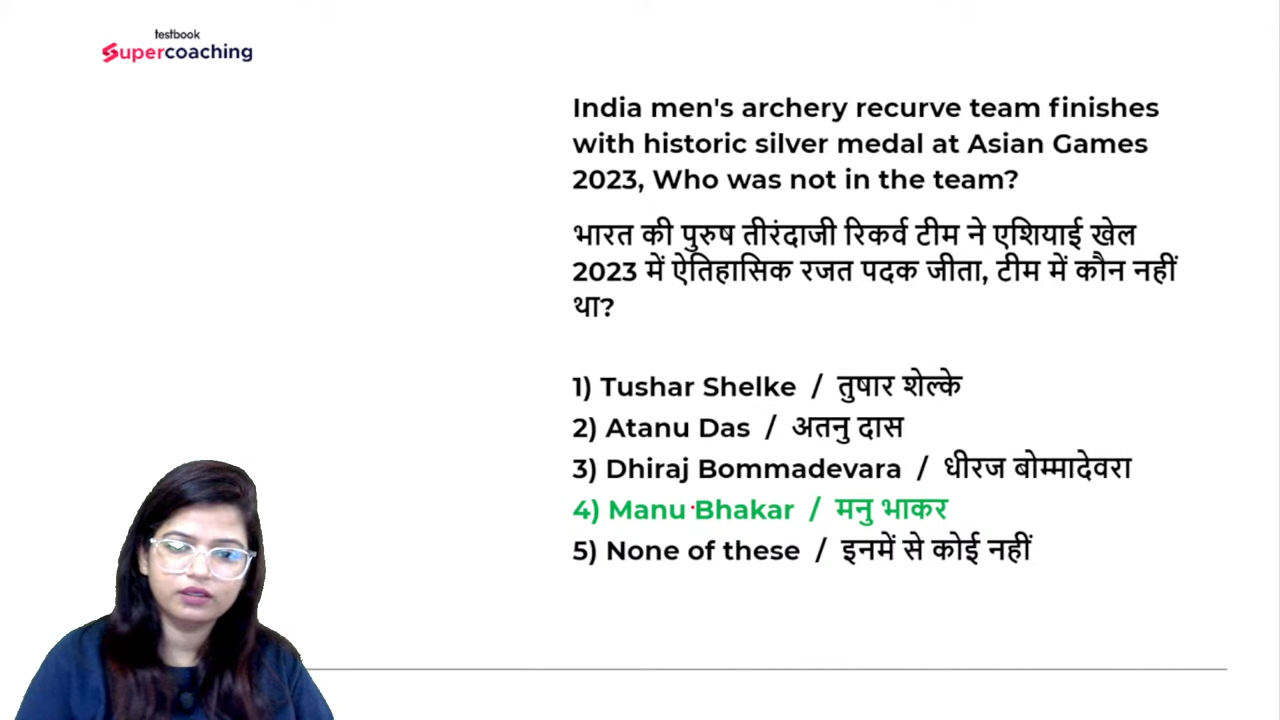 testbook
Supercoaching
India men's archery recurve team finishes
with historic silver medal at Asian Games
2023, Who was not in the team?
भारत की पुरुष तीरंदाजी रिकर्व टीम ने एशियाई खेल
2023 में ऐतिहासिक रजत पदक जीता, टीम में कौन नहीं
था?
1) Tushar Shelke / तुषार शेल्के
2) Atanu Das / अतनु दास
3) Dhiraj Bommadevara / धीरज बोम्मादेवरा
4) Manu Bhakar / मनु भाकर
5) None of these / इनमें से कोई नहीं